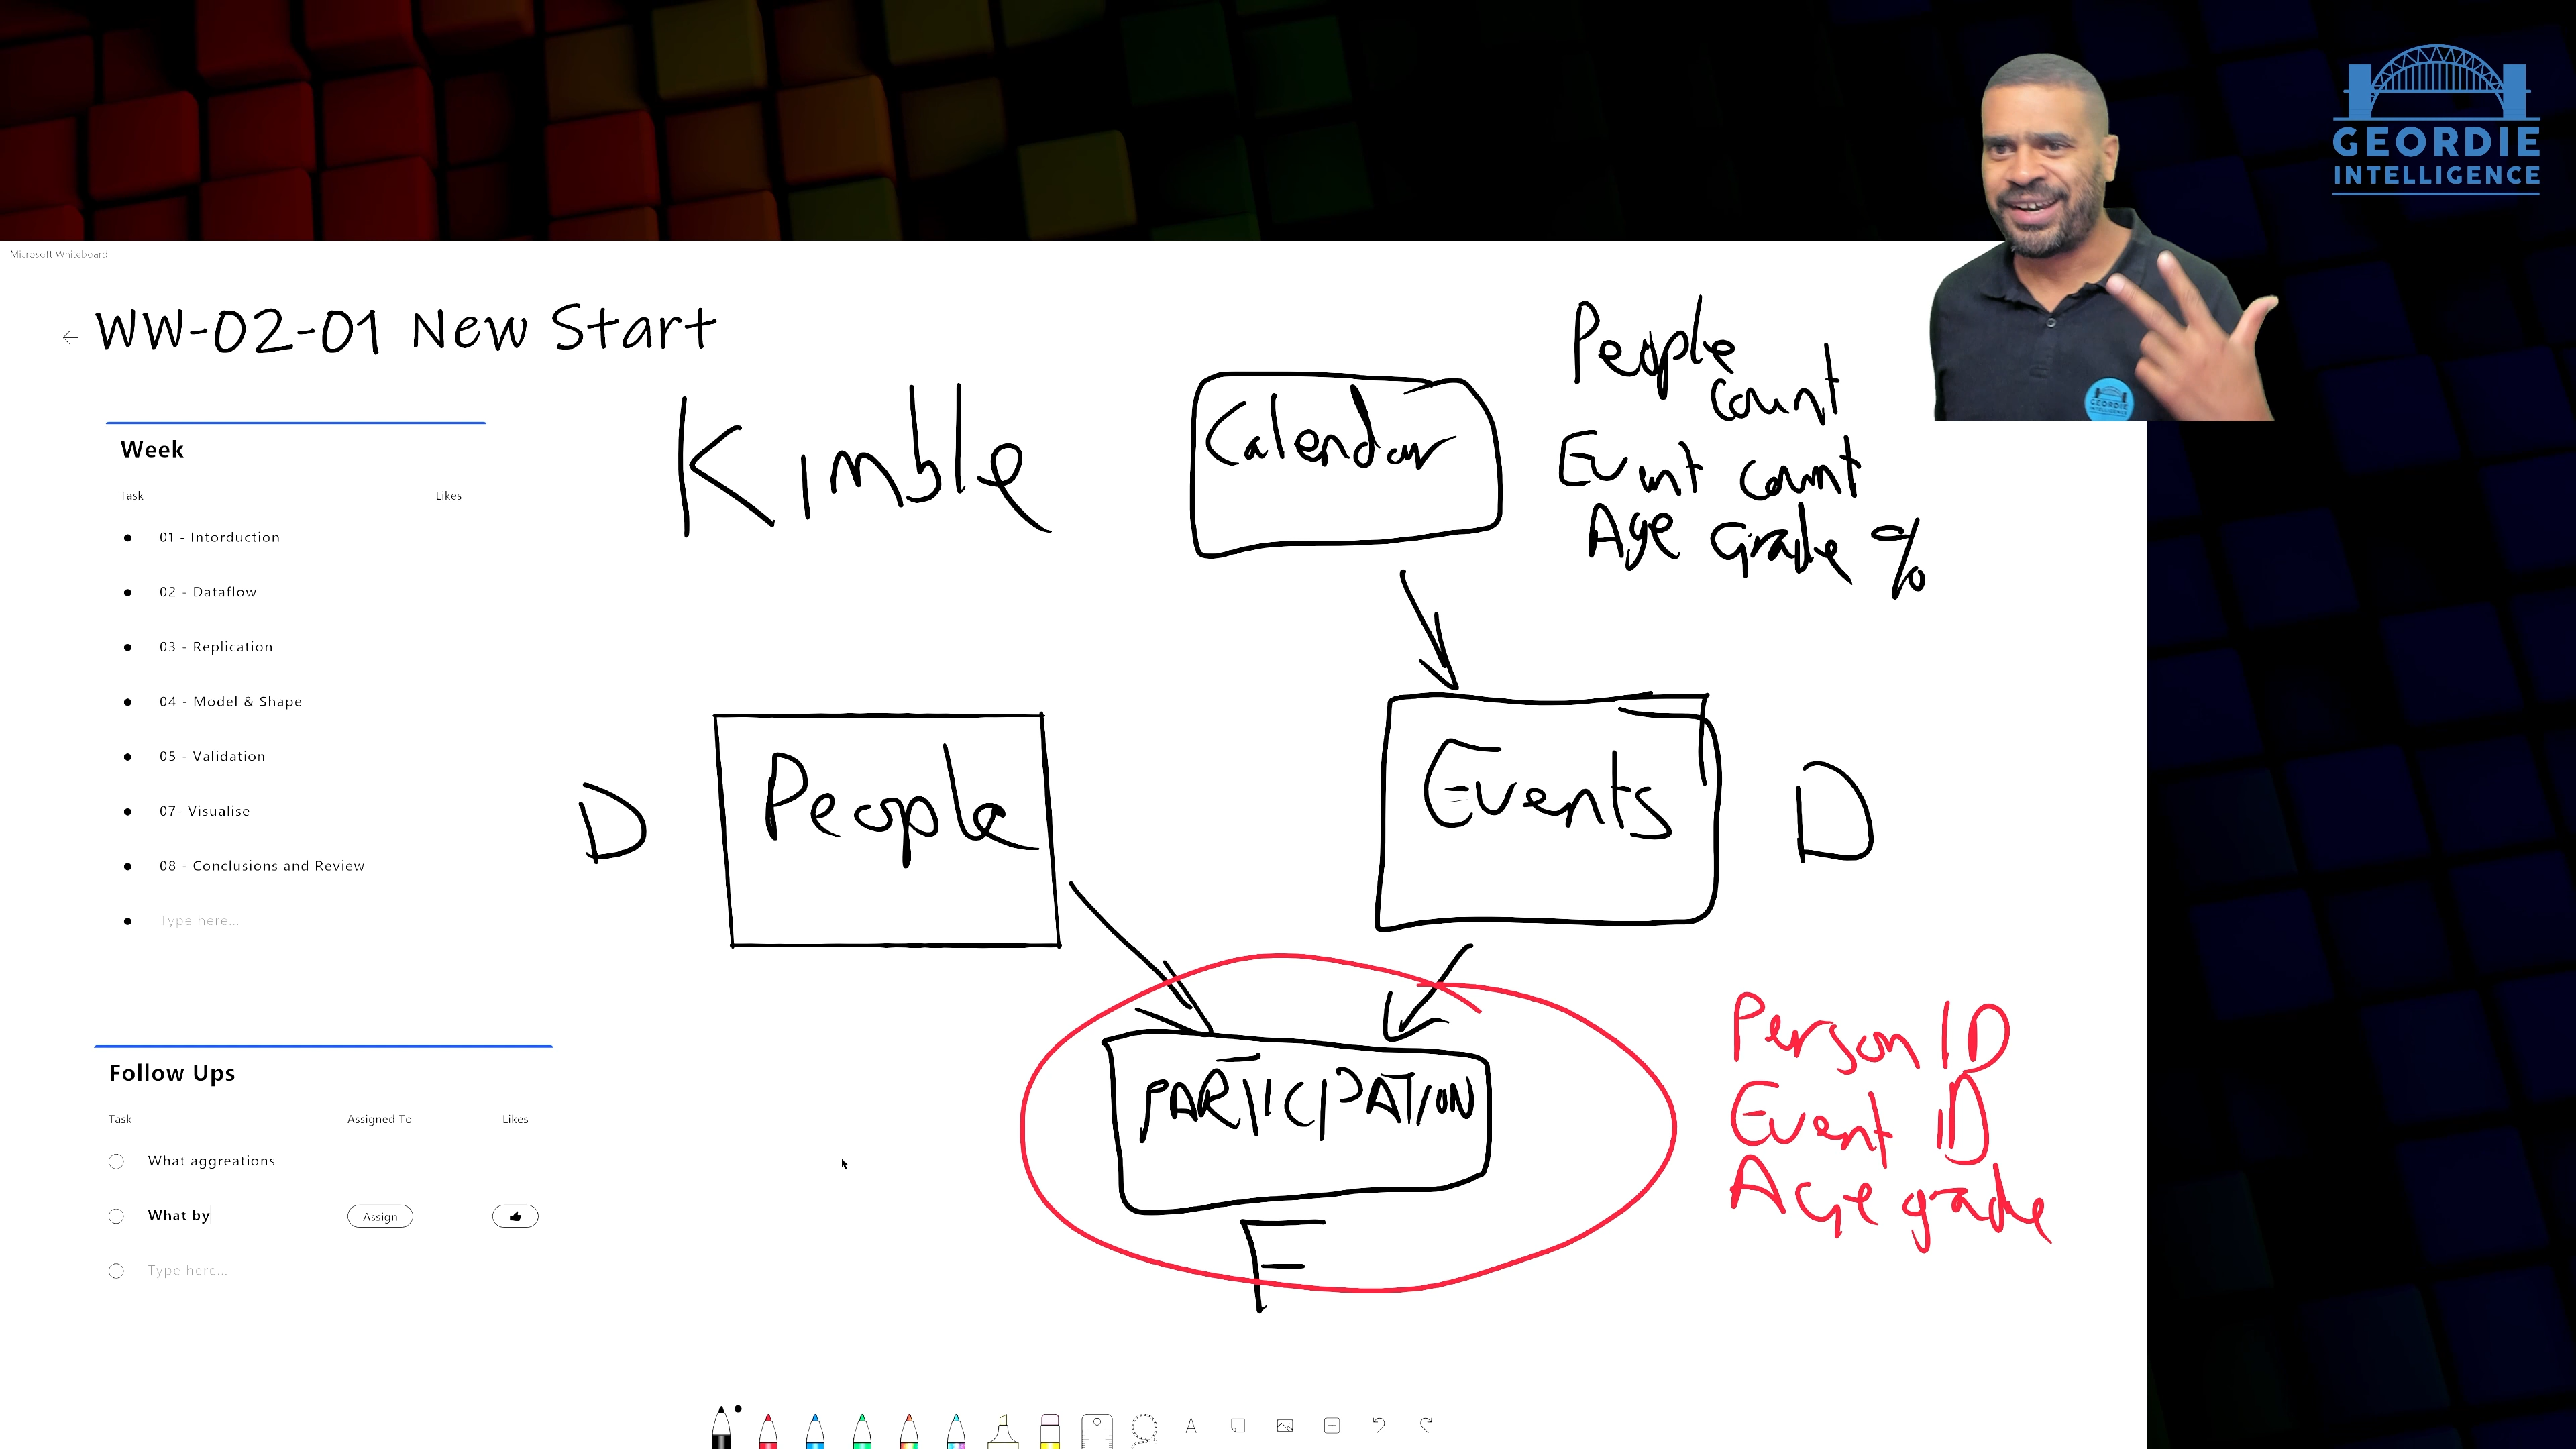 GEORDIE
INTELLIGENCE
GEORDIE
INTELLIGENCE
Microsoft Whiteboard
WW-02-01 New Start
Week
Task Likes
01 - Intorduction
02 - Dataflow
03 - Replication
04 - Model & Shape
05 - Validation
07- Visualise
08 - Conclusions and Review
Type here...
Follow Ups
Task Assigned To Likes
What aggreations
What by Assign
Type here...
Kimble
Calendar
People
count
Event count
Age Grade %
D
People
Events
D
PARTICIPATION
F
Person ID
Event ID
Age grade
A